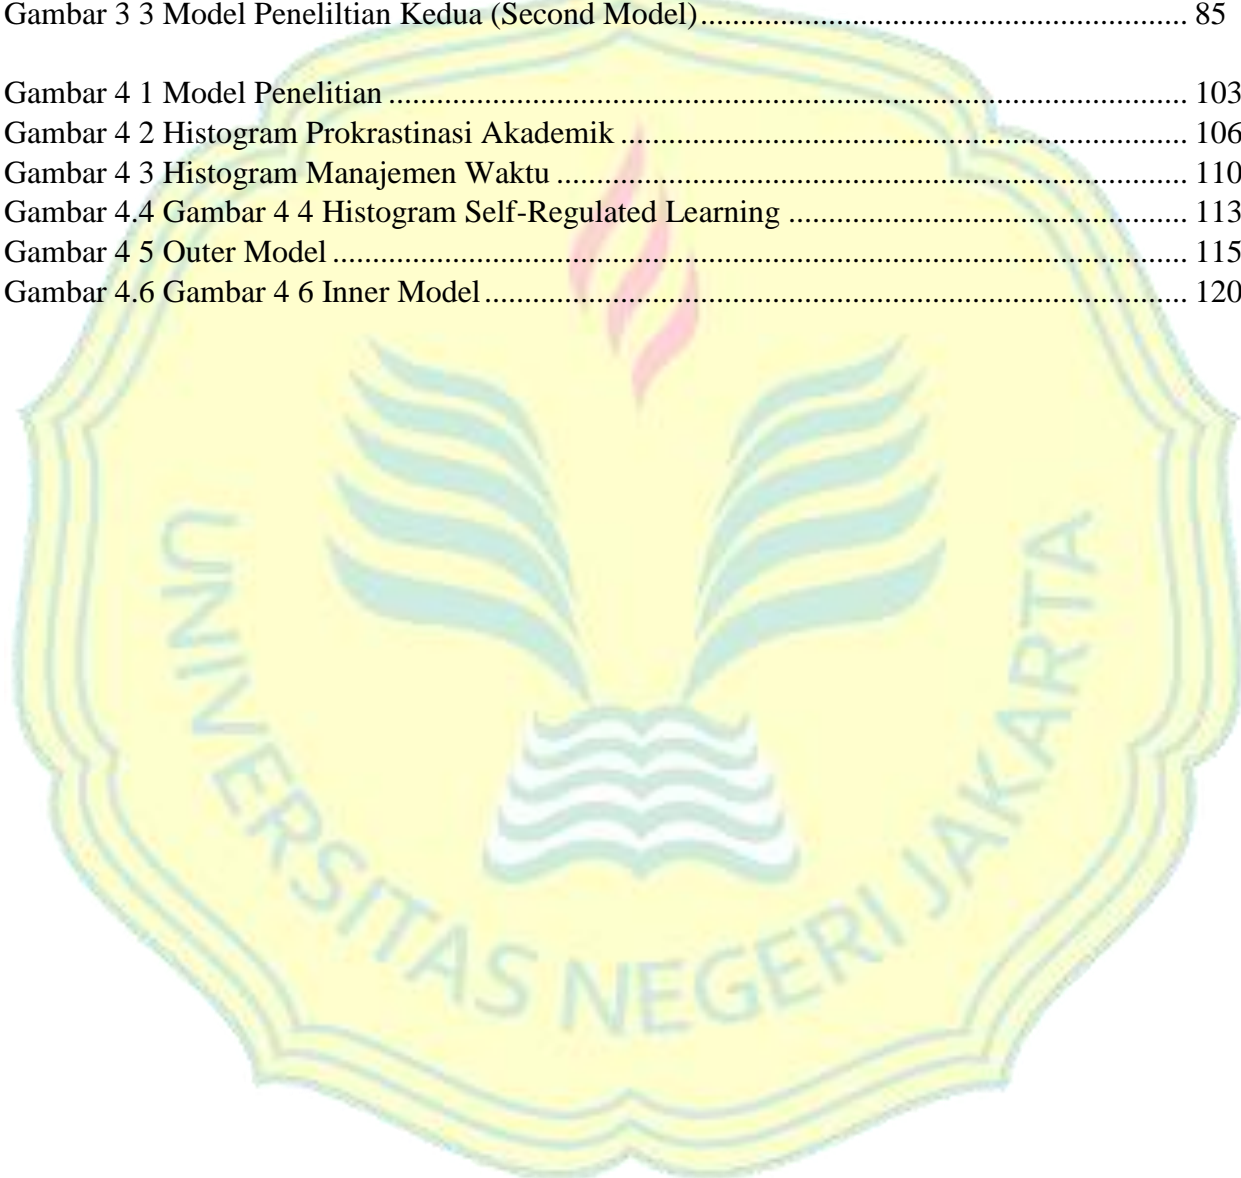 Gambar 3 3 Model Peneliltian Kedua (Second Model)............................................................. 85
Gambar 4 1 Model Penelitian .................................................................................................... 103
Gambar 4 2 Histogram Prokrastinasi Akademik ....................................................................... 106
Gambar 4 3 Histogram Manajemen Waktu ............................................................................... 110
Gambar 4.4 Gambar 4 4 Histogram Self-Regulated Learning .................................................. 113
Gambar 4 5 Outer Model ........................................................................................................... 115
Gambar 4.6 Gambar 4 6 Inner Model ........................................................................................ 120
UNIVERSITAS NEGERI JAKARTA